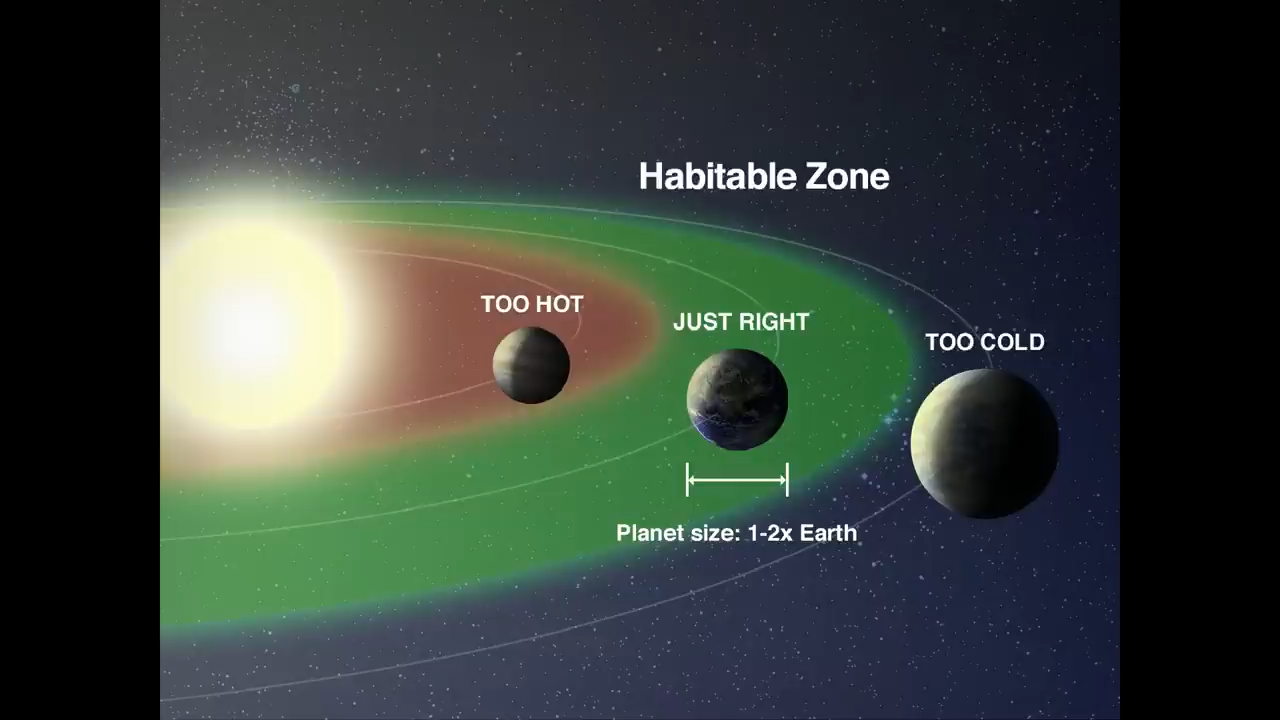 Habitable Zone
TOO HOT
JUST RIGHT
TOO COLD
Planet size: 1-2x Earth